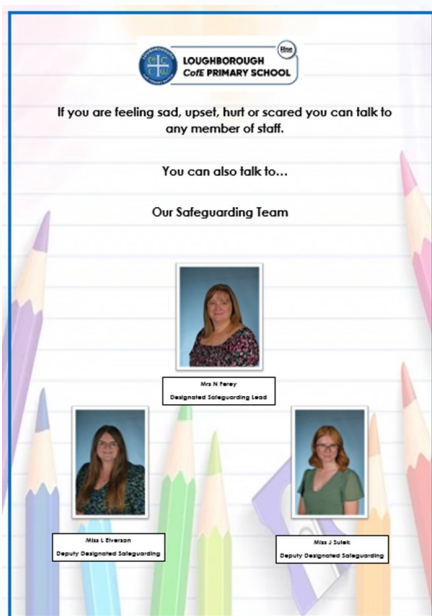 LOUGHBOROUGH
CofE PRIMARY SCHOOL
If you are feeling sad, upset, hurt or scared you can talk to
any member of staff.
You can also talk to...
Our Safeguarding Team
Mrs N Ferey
Designated Safeguarding Lead
Miss L Elverson
Deputy Designated Safeguarding
Miss J Sulek
Deputy Designated Safeguarding